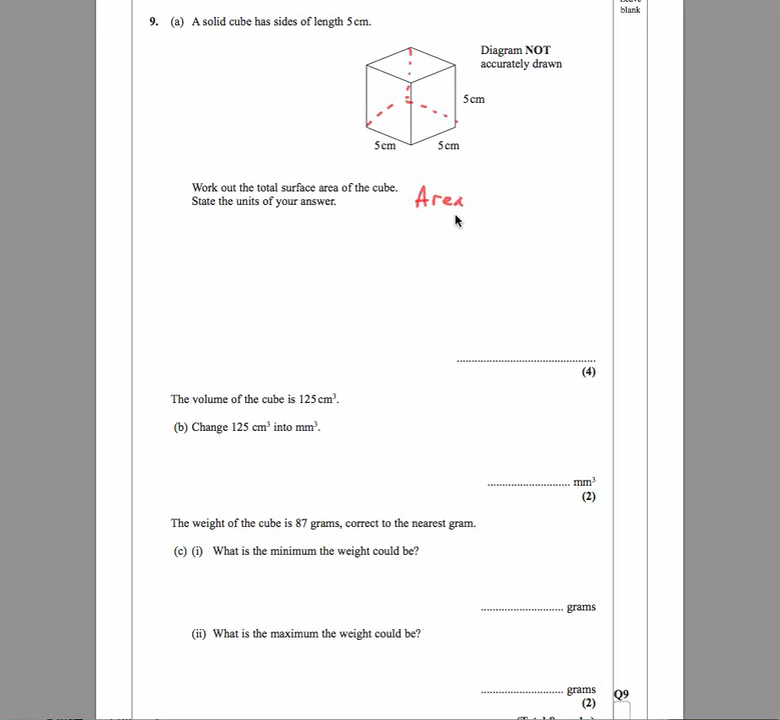 blank
9. (a) A solid cube has sides of length 5 cm.
Diagram NOT
accurately drawn
5 cm
5 cm 5 cm
Work out the total surface area of the cube.
State the units of your answer.
Area
(4)
The volume of the cube is 125 cm³.
(b) Change 125 cm³ into mm³.
mm³
(2)
The weight of the cube is 87 grams, correct to the nearest gram.
(c) (i) What is the minimum the weight could be?
grams
(ii) What is the maximum the weight could be?
grams
Q9
(2)